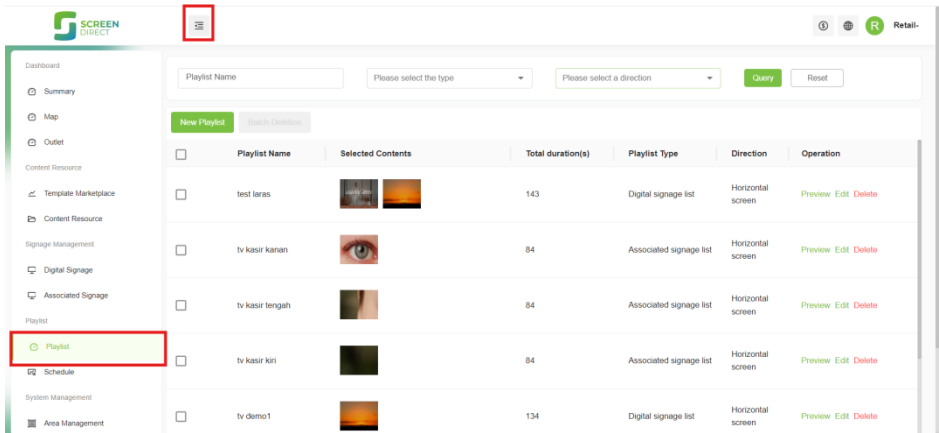 SCREEN
DIRECT
R Retail-
Dashboard
Summary
Map
Outlet
Content Resource
Template Marketplace
Content Resource
Signage Management
Digital Signage
Associated Signage
Playlist
Playlist
Schedule
System Management
Area Management
Playlist Name Please select the type Please select a direction Query Reset
New Playlist Batch Deletion
Playlist Name Selected Contents Total duration(s) Playlist Type Direction Operation
test laras 143 Digital signage list Horizontal screen Preview Edit Delete
tv kasir kanan 84 Associated signage list Horizontal screen Preview Edit Delete
tv kasir tengah 84 Associated signage list Horizontal screen Preview Edit Delete
tv kasir kiri 84 Associated signage list Horizontal screen Preview Edit Delete
tv demo1 134 Digital signage list Horizontal screen Preview Edit Delete